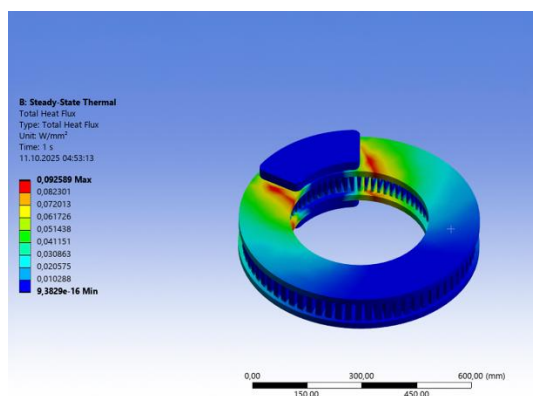 B: Steady-State Thermal
Total Heat Flux
Type: Total Heat Flux
Unit: W/mm²
Time: 1 s
11.10.2025 04:53:13
0,092589 Max
0,082301
0,072013
0,061726
0,051438
0,041151
0,030863
0,020575
0,010288
9,3829e-16 Min
0,00 300,00 600,00 (mm)
150,00 450,00